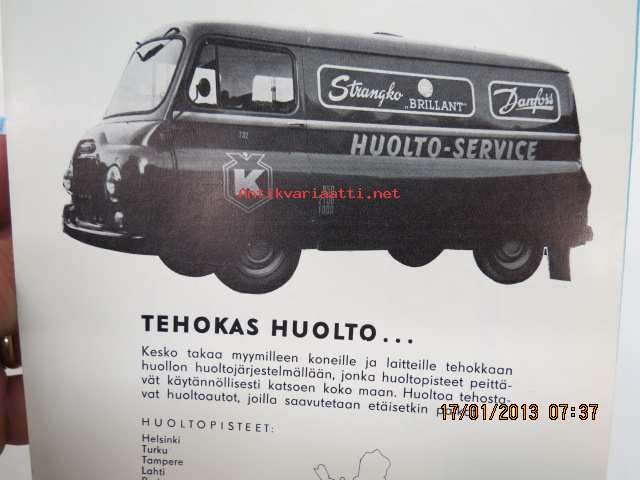 Strangko
„BRILLANT"
Danfoss
HUOLTO-SERVICE
732
K
Antikvariaatti.net
TEHOKAS HUOLTO...
Kesko takaa myymilleen koneille ja laitteille tehokkaan
huollon huoltojärjestelmällään, jonka huoltopisteet peittä-
vät käytännöllisesti katsoen koko maan. Huoltoa tehosta-
vat huoltoautot, joilla saavutetaan etäisetkin
17/01/2013 07:37
HUOLTOPISTEET:
Helsinki
Turku
Tampere
Lahti